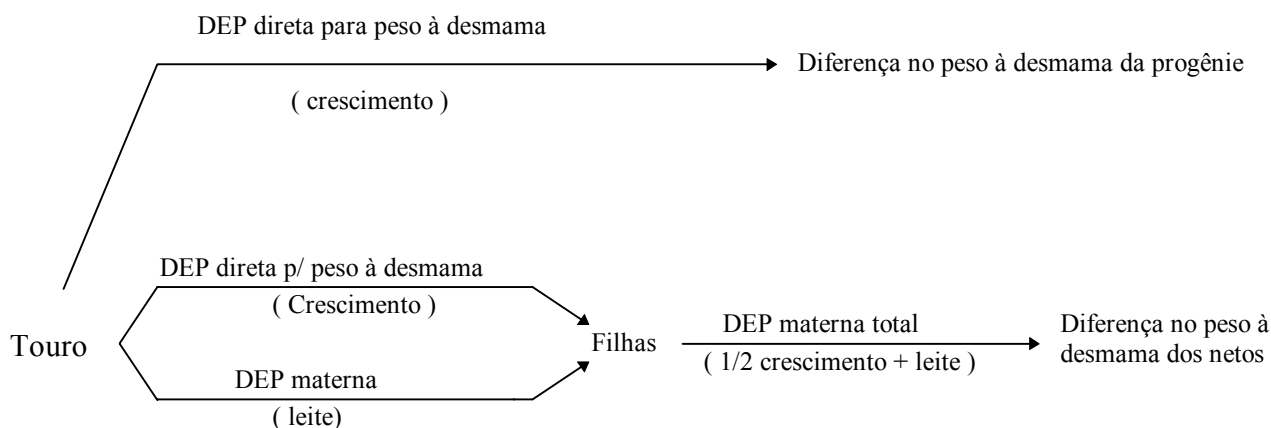 DEP direta para peso à desmama
Diferença no peso à desmama da progênie
( crescimento )
DEP direta p/ peso à desmama
( Crescimento )
Touro
Filhas
DEP materna total
( 1/2 crescimento + leite )
Diferença no peso à
desmama dos netos
DEP materna
( leite)